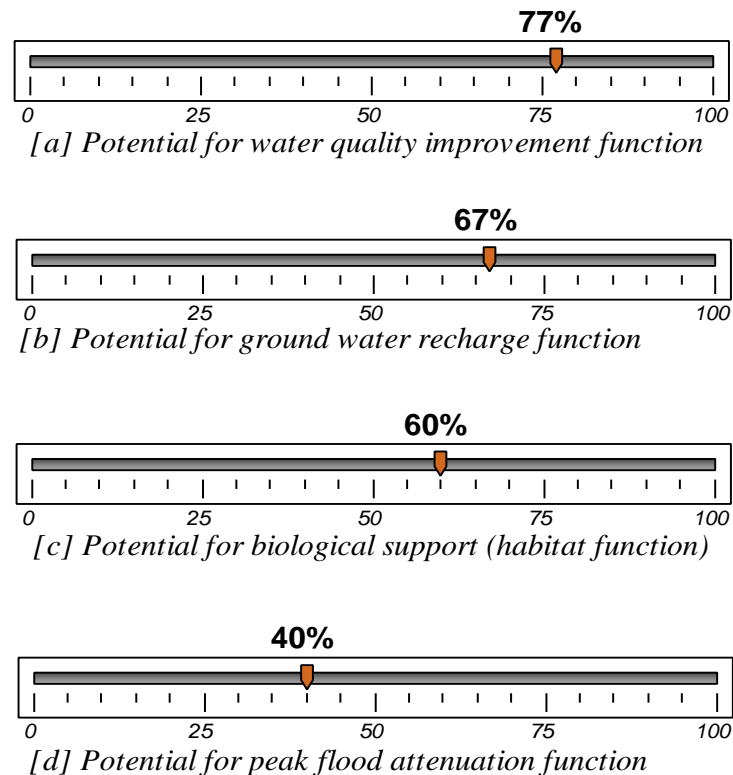 77%
0 25 50 75 100
[a] Potential for water quality improvement function
67%
0 25 50 75 100
[b] Potential for ground water recharge function
60%
0 25 50 75 100
[c] Potential for biological support (habitat function)
40%
0 25 50 75 100
[d] Potential for peak flood attenuation function